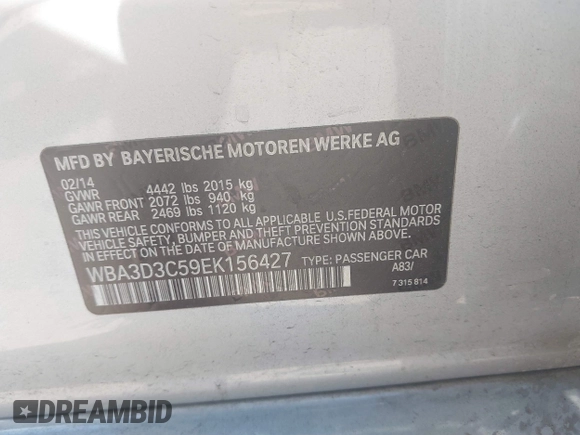 MFD BY BAYERISCHE MOTOREN WERKE AG
02/14
GVWR 4442 lbs 2015 kg
GAWR FRONT 2072 lbs 940 kg
GAWR REAR 2469 lbs 1120 kg
THIS VEHICLE CONFORMS TO ALL APPLICABLE U.S.FEDERAL MOTOR
VEHICLE SAFETY, BUMPER AND THEFT PREVENTION STANDARDS
IN EFFECT ON THE DATE OF MANUFACTURE SHOWN ABOVE.
WBA3D3C59EK156427 TYPE: PASSENGER CAR
A83/
7 315 814
DREAMBID